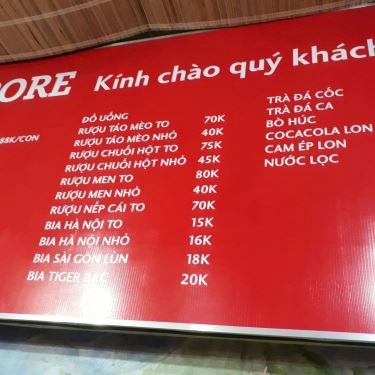 ORE Kính chào quý khách
88K/CON
ĐỒ UỐNG
RƯỢU TÁO MÈO TO 70K
RƯỢU TÁO MÈO NHỎ 40K
RƯỢU CHUỐI HỘT TO 75K
RƯỢU CHUỐI HỘT NHỎ 45K
RƯỢU MEN TO 80K
RƯỢU MEN NHỎ 40K
RƯỢU NẾP CÁI TO 70K
BIA HÀ NỘI TO 15K
BIA HÀ NỘI NHỎ 16K
BIA SÀI GÒN LÙN 18K
BIA TIGER BẠC 20K
TRÀ ĐÁ CỐC
TRÀ ĐÁ CA
BÒ HÚC
COCACOLA LON
CAM ÉP LON
NƯỚC LỌC